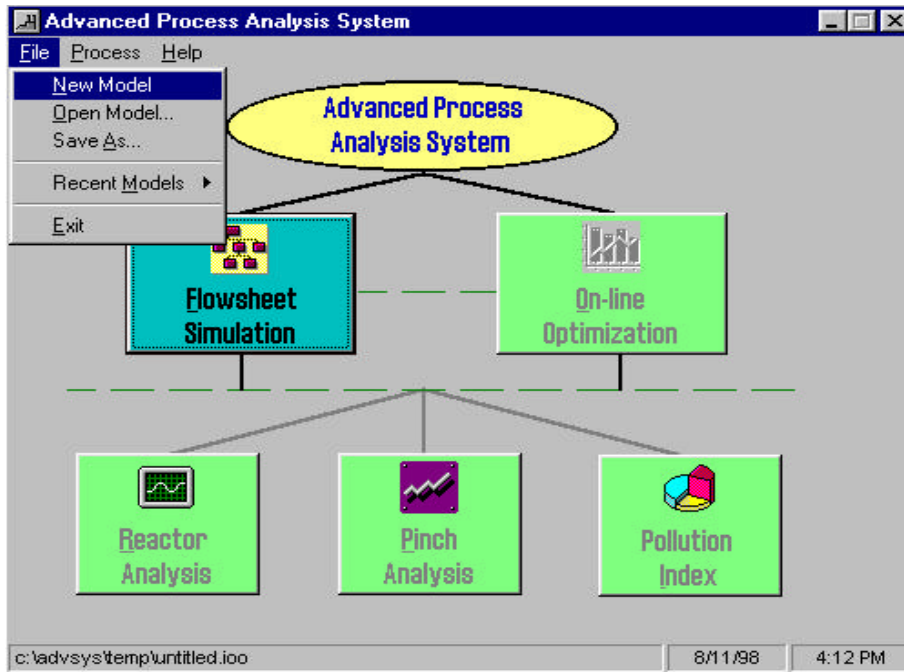 Advanced Process Analysis System
File Process Help
New Model
Open Model...
Save As...
Recent Models
Exit
Advanced Process
Analysis System
Flowsheet
Simulation
On-line
Optimization
Reactor
Analysis
Pinch
Analysis
Pollution
Index
c:\advsys\temp\untitled.ioo
8/11/98
4:12 PM